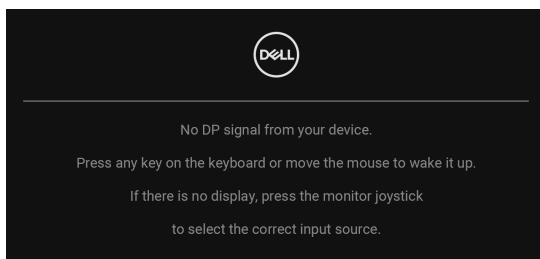 DELL
No DP signal from your device.
Press any key on the keyboard or move the mouse to wake it up.
If there is no display, press the monitor joystick
to select the correct input source.